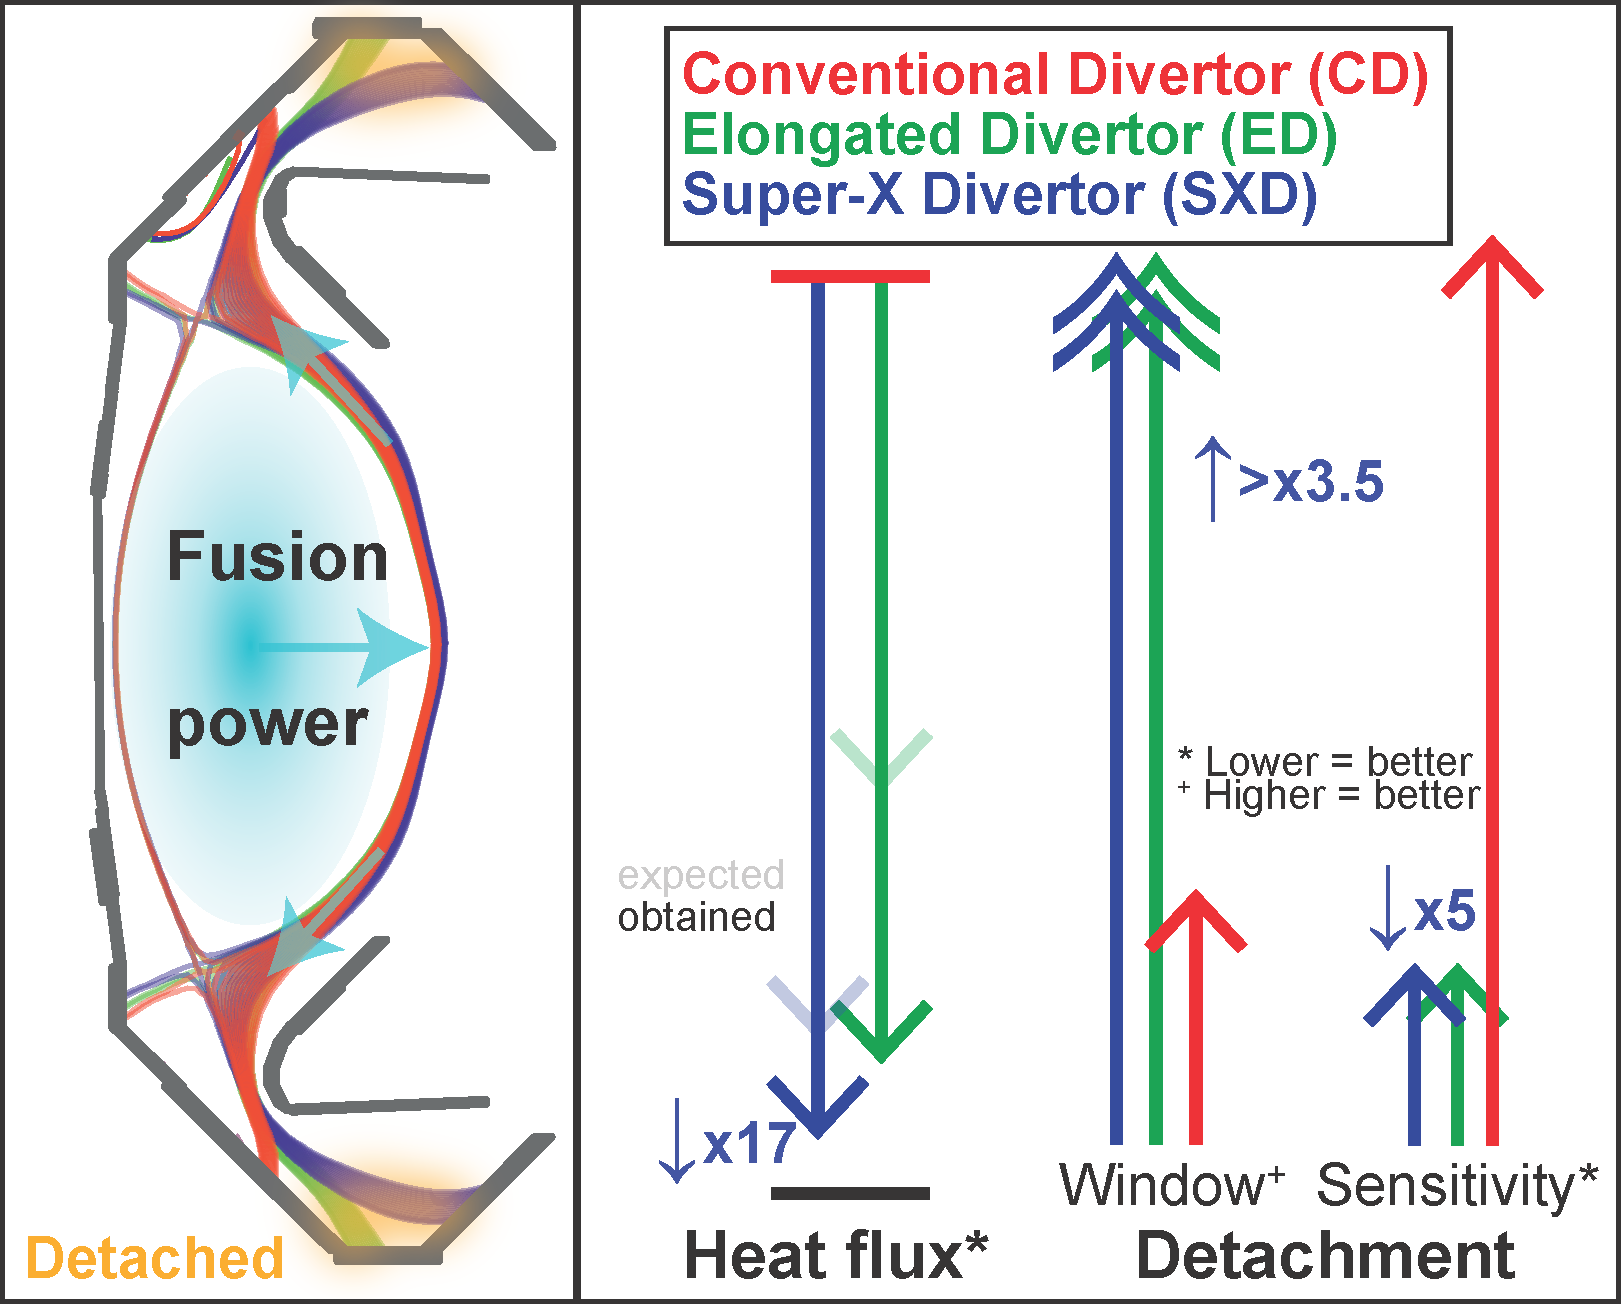 Fusion
power
Detached
Conventional Divertor (CD)
Elongated Divertor (ED)
Super-X Divertor (SXD)
>x3.5
* Lower = better
+ Higher = better
expected
obtained
x5
x17
Window+
Sensitivity*
Heat flux*
Detachment